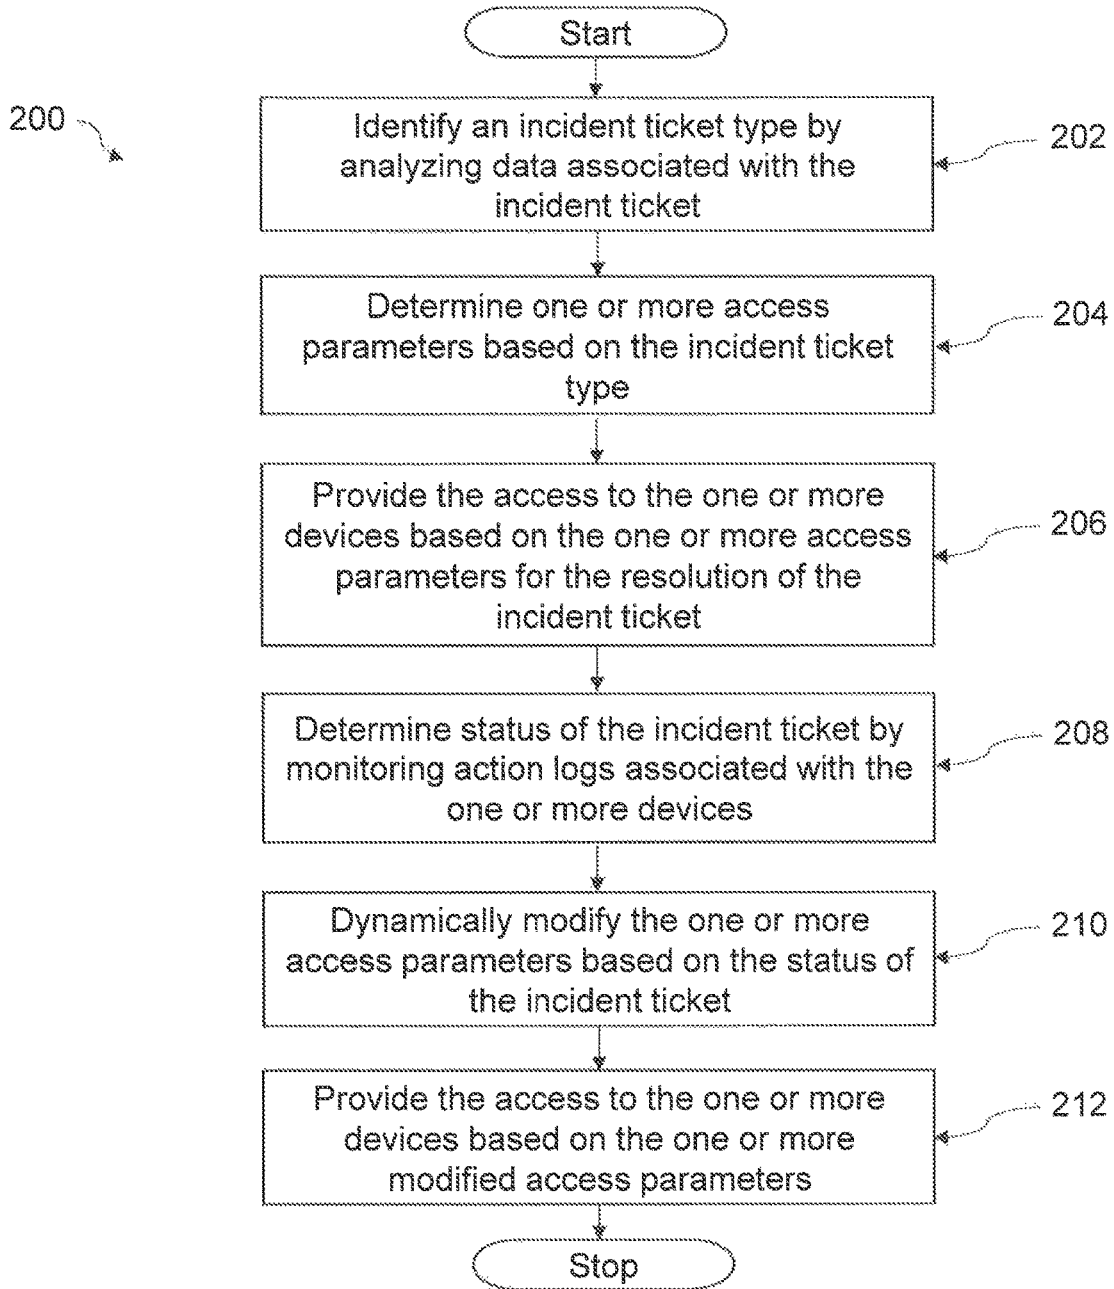 Start
200
Identify an incident ticket type by
analyzing data associated with the
incident ticket
202
Determine one or more access
parameters based on the incident ticket
type
204
Provide the access to the one or more
devices based on the one or more access
parameters for the resolution of the
incident ticket
206
Determine status of the incident ticket by
monitoring action logs associated with the
one or more devices
208
Dynamically modify the one or more
access parameters based on the status of
the incident ticket
210
Provide the access to the one or more
devices based on the one or more
modified access parameters
212
Stop